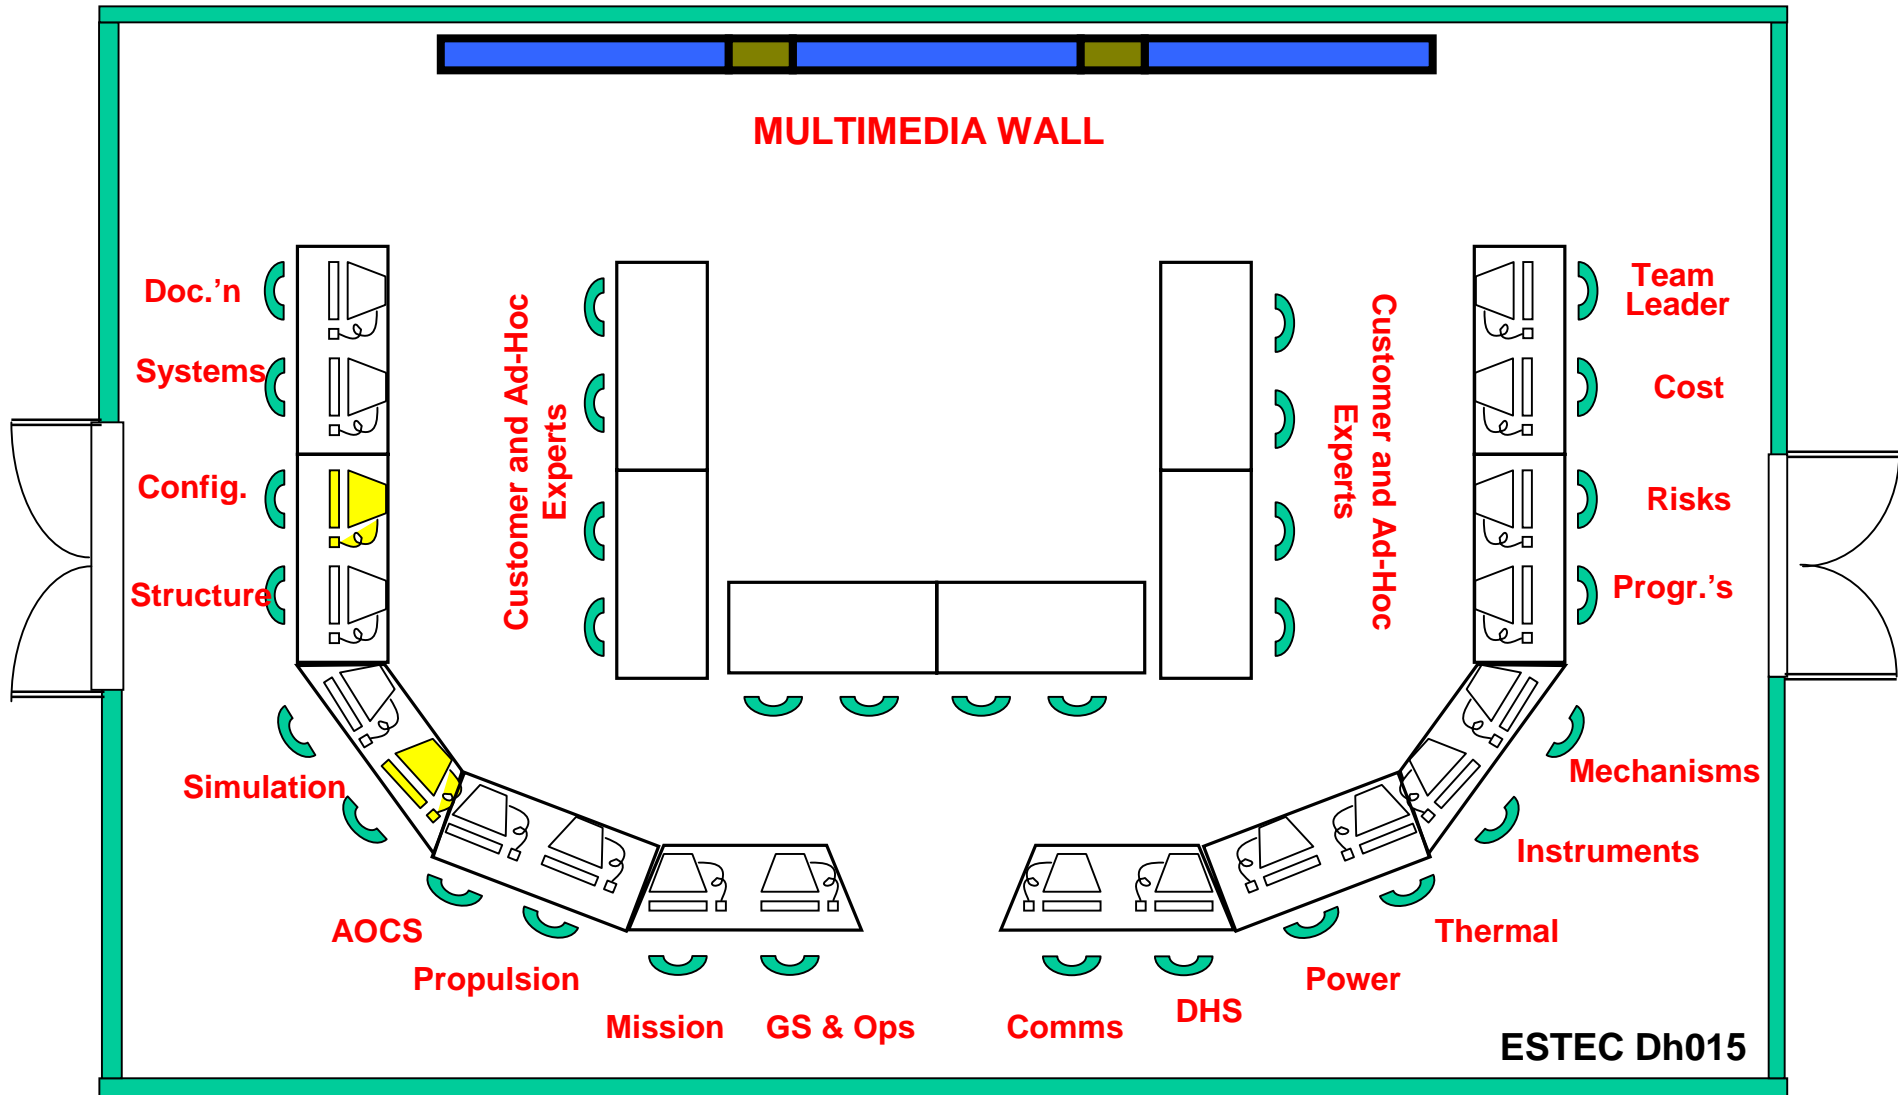 MULTIMEDIA WALL
Doc.’n
Systems
Config.
Structure
Simulation
AOCS
Propulsion
Mission
GS & Ops
Customer and Ad-Hoc
Experts
Customer and Ad-Hoc
Experts
Team
Leader
Cost
Risks
Progr.’s
Mechanisms
Instruments
Thermal
Power
DHS
Comms
ESTEC Dh015